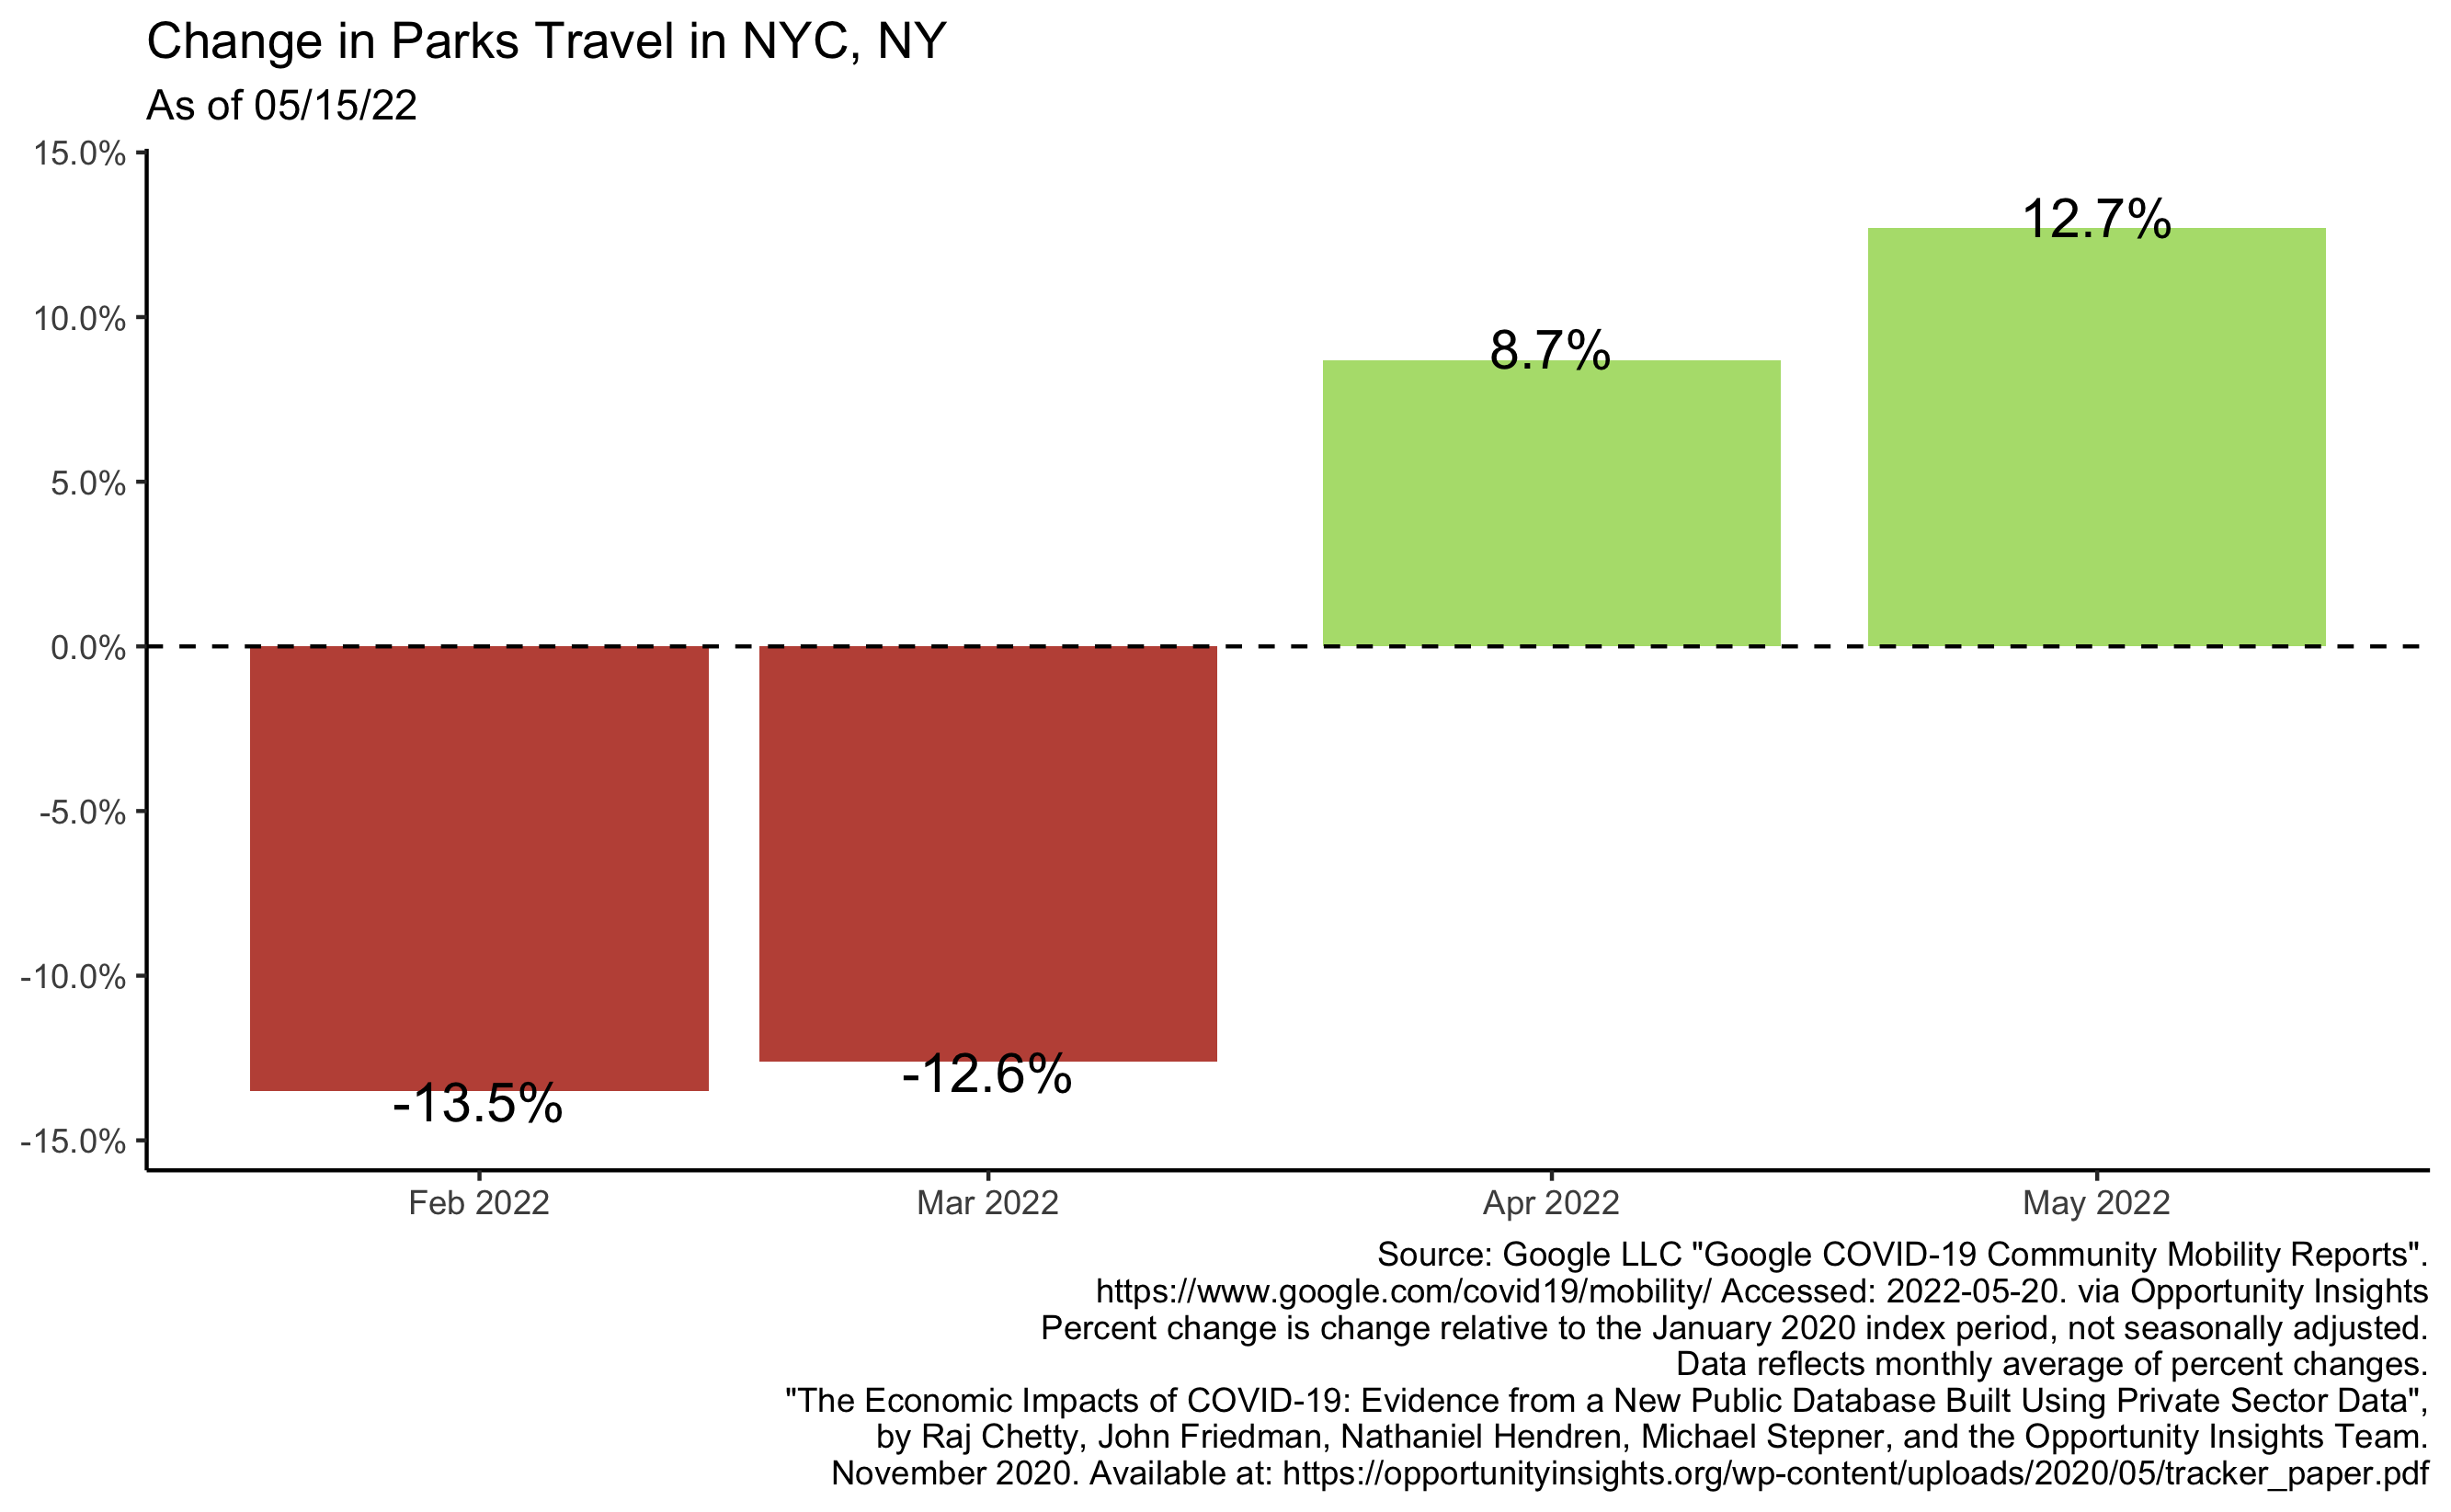 Change in Parks Travel in NYC, NY
As of 05/15/22
15.0%
10.0%
5.0%
0.0%
-5.0%
-10.0%
-15.0%
-13.5%
-12.6%
8.7%
12.7%
Feb 2022
Mar 2022
Apr 2022
May 2022
Source: Google LLC "Google COVID-19 Community Mobility Reports".
https://www.google.com/covid19/mobility/ Accessed: 2022-05-20. via Opportunity Insights
Percent change is change relative to the January 2020 index period, not seasonally adjusted.
Data reflects monthly average of percent changes.
"The Economic Impacts of COVID-19: Evidence from a New Public Database Built Using Private Sector Data",
by Raj Chetty, John Friedman, Nathaniel Hendren, Michael Stepner, and the Opportunity Insights Team.
November 2020. Available at: https://opportunityinsights.org/wp-content/uploads/2020/05/tracker_paper.pdf